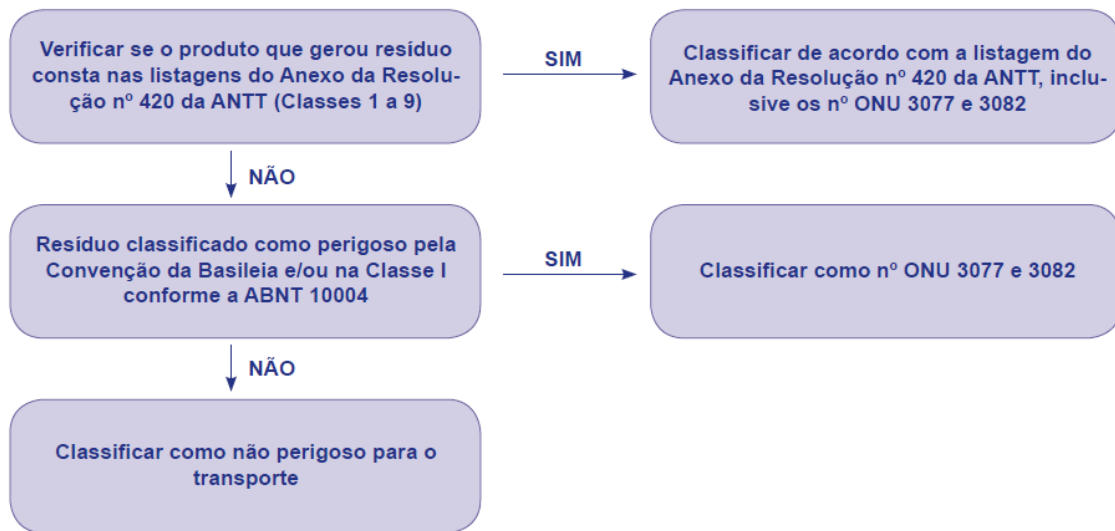 Verificar se o produto que gerou resíduo
consta nas listagens do Anexo da Resolu-
ção nº 420 da ANTT (Classes 1 a 9)
SIM
Classificar de acordo com a listagem do
Anexo da Resolução nº 420 da ANTT, inclu-
sive os nº ONU 3077 e 3082
NÃO
Resíduo classificado como perigoso pela
Convenção da Basileia e/ou na Classe I
conforme a ABNT 10004
SIM
Classificar como nº ONU 3077 e 3082
NÃO
Classificar como não perigoso para o
transporte